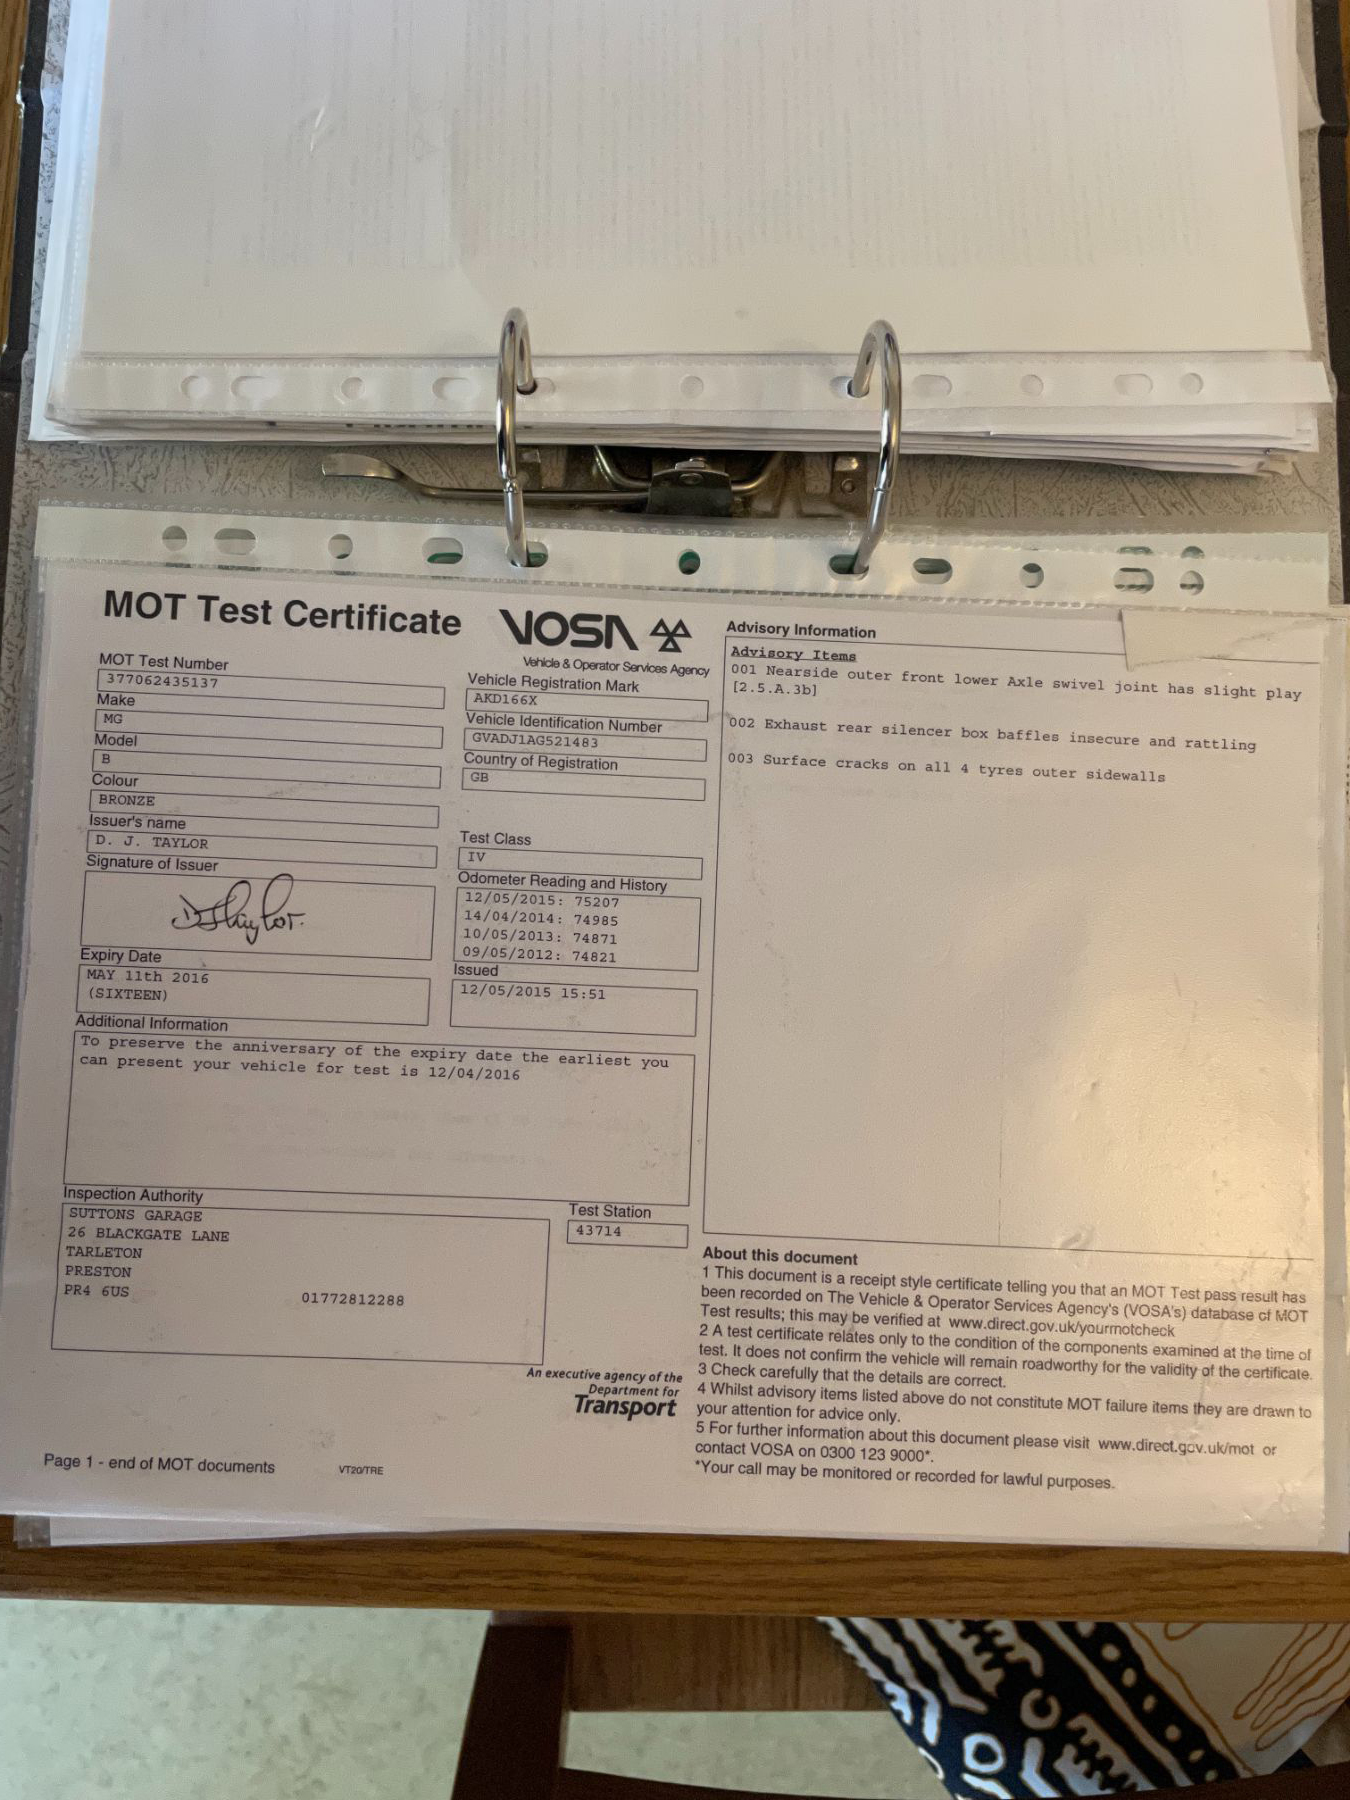 MOT Test Certificate
VOSA
Vehicle & Operator Services Agency
MOT Test Number
377062435137
Make
MG
Model
B
Colour
BRONZE
Issuer's name
D. J. TAYLOR
Signature of Issuer
DJTaylor.
Expiry Date
MAY 11th 2016
(SIXTEEN)
Vehicle Registration Mark
AKD166X
Vehicle Identification Number
GVADJ1AG521483
Country of Registration
GB
Test Class
IV
Odometer Reading and History
12/05/2015: 75207
14/04/2014: 74985
10/05/2013: 74871
09/05/2012: 74821
Issued
12/05/2015 15:51
Additional Information
To preserve the anniversary of the expiry date the earliest you
can present your vehicle for test is 12/04/2016
Inspection Authority
SUTTONS GARAGE
26 BLACKGATE LANE
TARLETON
PRESTON
PR4 6US 01772812288
Test Station
43714
An executive agency of the
Department for
Transport
Page 1 - end of MOT documents
VT20/TRE
Advisory Information
Advisory Items
001 Nearside outer front lower Axle swivel joint has slight play
[2.5.A.3b]
002 Exhaust rear silencer box baffles insecure and rattling
003 Surface cracks on all 4 tyres outer sidewalls
About this document
1 This document is a receipt style certificate telling you that an MOT Test pass result has
been recorded on The Vehicle & Operator Services Agency's (VOSA's) database of MOT
Test results; this may be verified at www.direct.gov.uk/yourmotcheck
2 A test certificate relates only to the condition of the components examined at the time of
test. It does not confirm the vehicle will remain roadworthy for the validity of the certificate.
3 Check carefully that the details are correct.
4 Whilst advisory items listed above do not constitute MOT failure items they are drawn to
your attention for advice only.
5 For further information about this document please visit www.direct.gov.uk/mot or
contact VOSA on 0300 123 9000*.
*Your call may be monitored or recorded for lawful purposes.